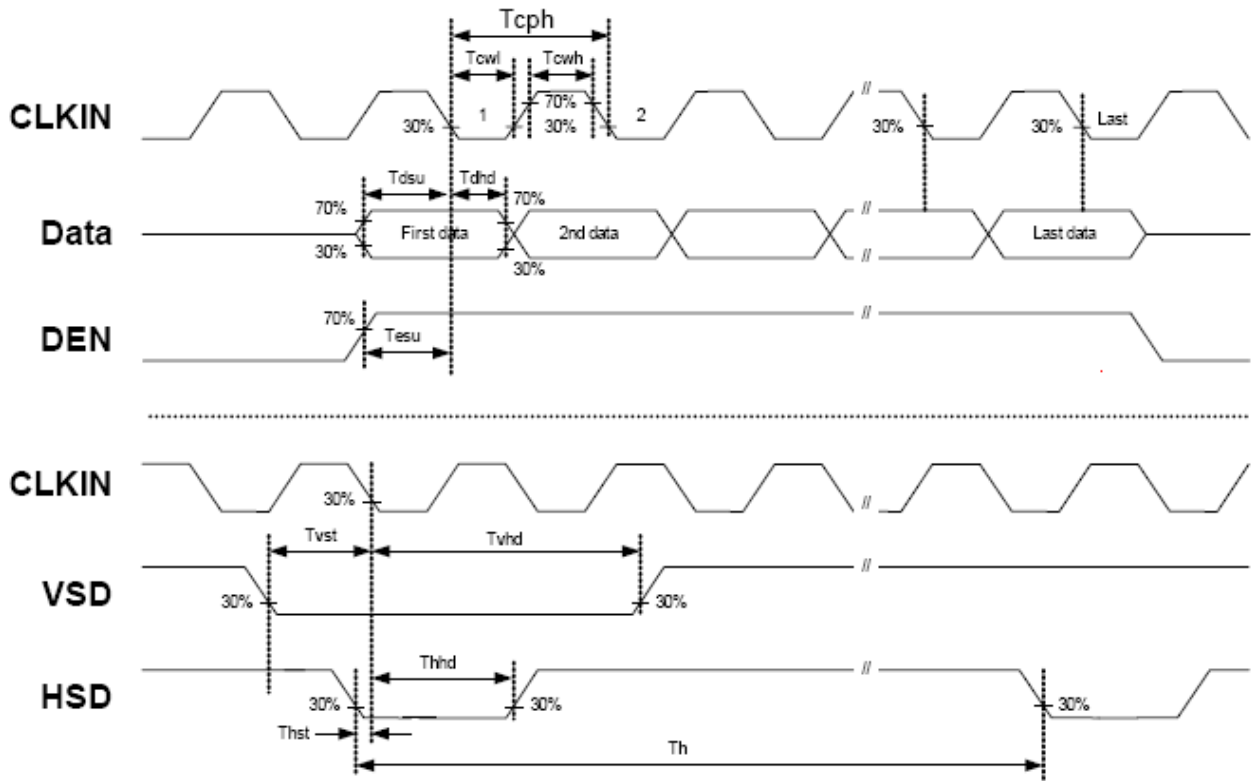 Tcph
Tcwl Tcwh
CLKIN 30% 1 70% 30% 2 // 30% 30% Last
Tdsu Tdhd
70% 70%
Data First data 2nd data // // Last data
30% 30%
DEN 70% Tesu //
CLKIN 30% //
Tvst Tvhd
VSD 30% 30% //
Thhd
HSD 30% 30% // 30%
Thst
Th